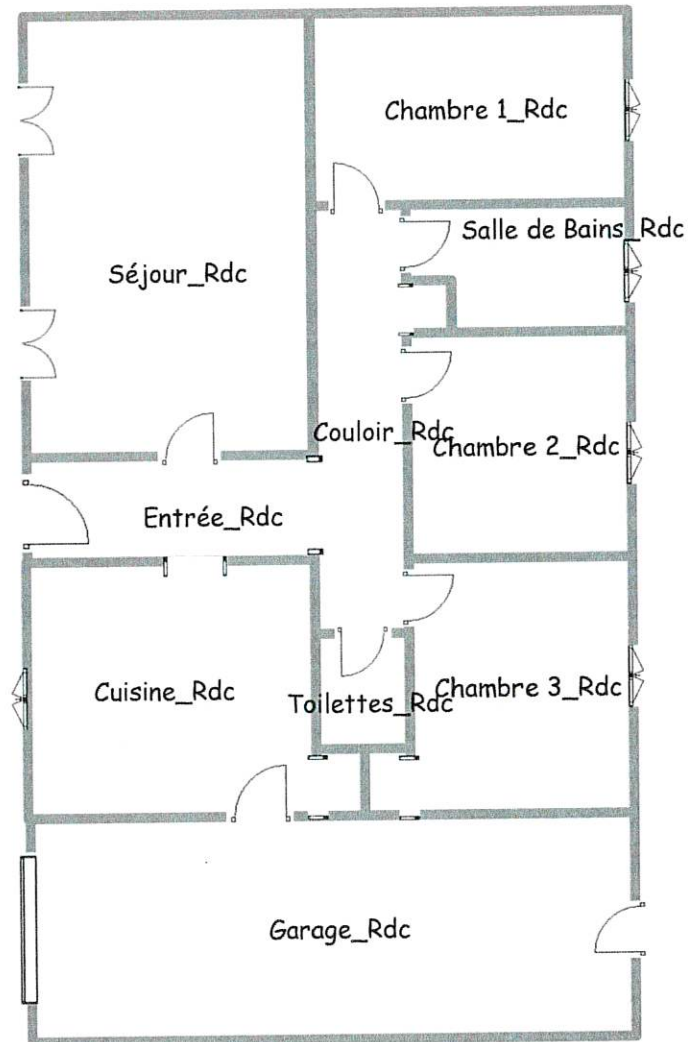 Chambre 1_Rdc
Salle de Bains_Rdc
Séjour_Rdc
Couloir_Rdc
Chambre 2_Rdc
Entrée_Rdc
Cuisine_Rdc
Toilettes_Rdc
Chambre 3_Rdc
Garage_Rdc